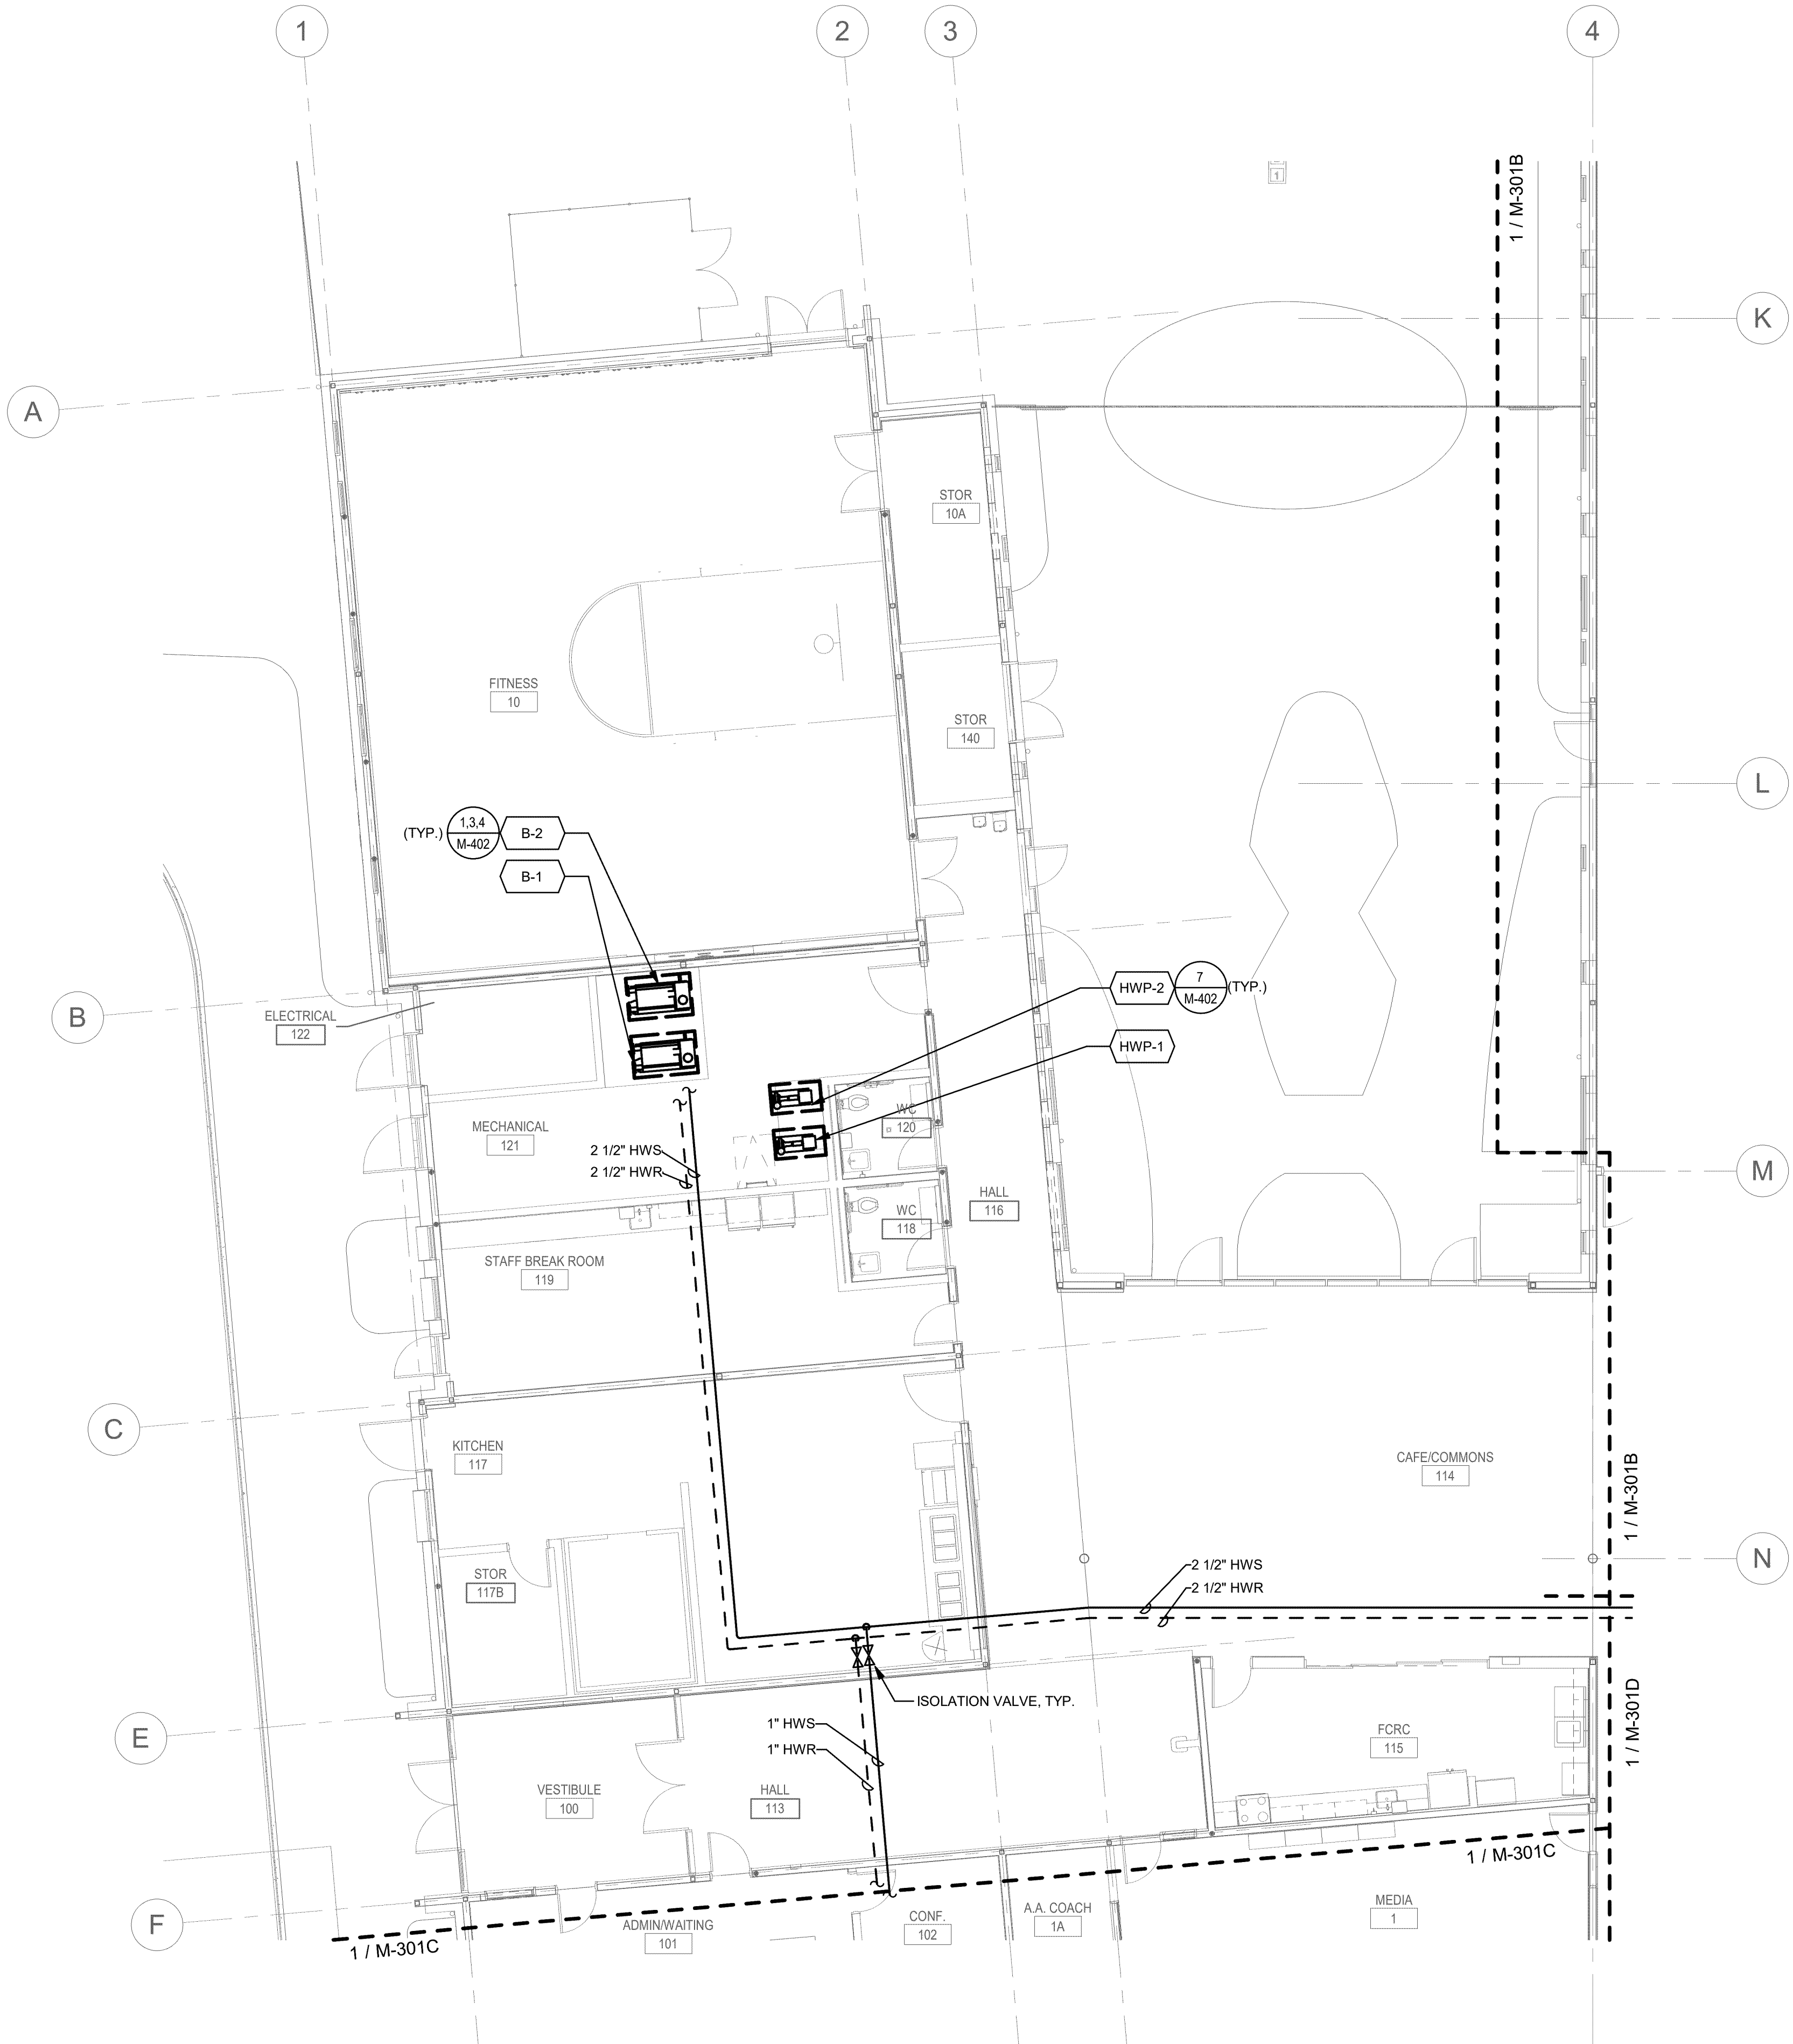 1
2
3
4
1 / M-301B
1
K
A
STOR
10A
FITNESS
10
STOR
140
L
(TYP.)
1,3,4
M-402
B-2
B-1
HWP-2
7
M-402
(TYP.)
B
ELECTRICAL
122
HWP-1
WC
120
MECHANICAL
121
2 1/2" HWS
2 1/2" HWR
M
HALL
116
WC
118
STAFF BREAK ROOM
119
C
KITCHEN
117
CAFE/COMMONS
114
1 / M-301B
N
STOR
117B
2 1/2" HWS
2 1/2" HWR
ISOLATION VALVE, TYP.
1" HWS
1" HWR
E
FCRC
115
1 / M-301D
VESTIBULE
100
HALL
113
1 / M-301C
F
ADMIN/WAITING
101
CONF.
102
A.A. COACH
1A
MEDIA
1
1 / M-301C